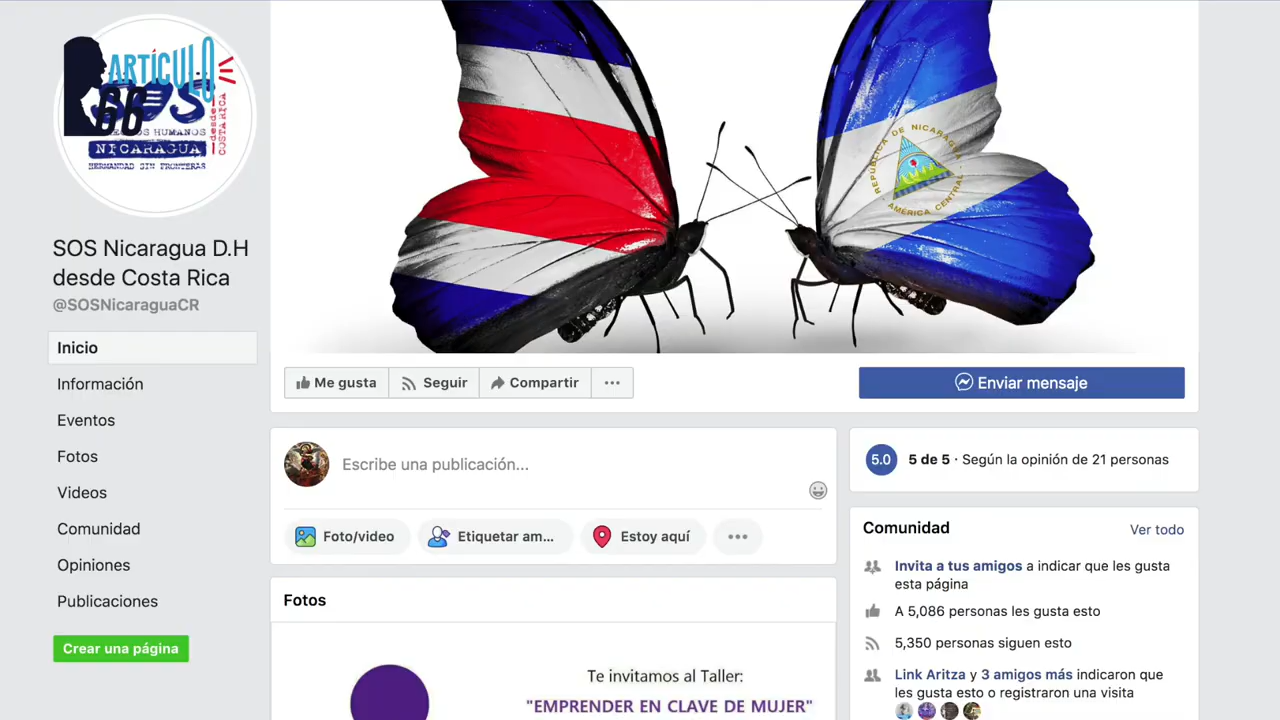 ARTÍCULO
66
SOS
HUMANOS
NICARAGUA
HERMANDAD SIN FRONTERAS
desde
COSTA RICA
REPÚBLICA DE NICARAGUA
AMÉRICA CENTRAL
SOS Nicaragua D.H
desde Costa Rica
@SOSNicaraguaCR
Inicio
Información
Eventos
Fotos
Videos
Comunidad
Opiniones
Publicaciones
Crear una página
Me gusta
Seguir
Compartir
Enviar mensaje
Escribe una publicación...
Foto/video
Etiquetar am...
Estoy aquí
Fotos
Te invitamos al Taller:
"EMPRENDER EN CLAVE DE MUJER"
5.0
5 de 5 · Según la opinión de 21 personas
Comunidad
Ver todo
Invita a tus amigos a indicar que les gusta
esta página
A 5,086 personas les gusta esto
5,350 personas siguen esto
Link Aritza y 3 amigos más indicaron que
les gusta esto o registraron una visita